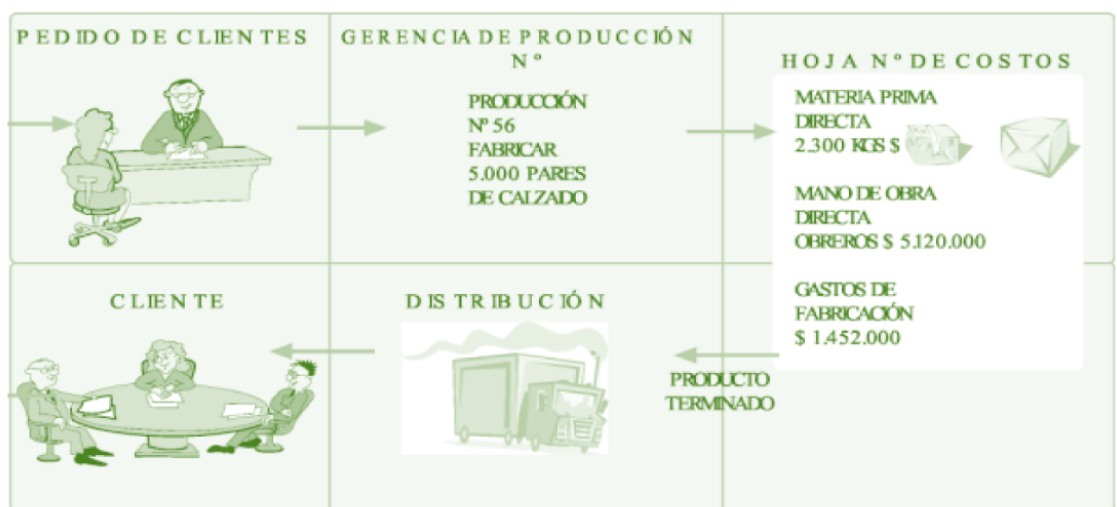 PEDIDO DE CLIENTES
GERENCIA DE PRODUCCIÓN
Nº
PRODUCCIÓN
Nº 56
FABRICAR
5.000 PARES
DE CALZADO
HOJA Nº DE COSTOS
MATERIA PRIMA
DIRECTA
2.300 KGS $
MANO DE OBRA
DIRECTA
OBREROS $ 5.120.000
GASTOS DE
FABRICACIÓN
$ 1.452.000
CLIENTE
DISTRIBUCIÓN
PRODUCTO
TERMINADO